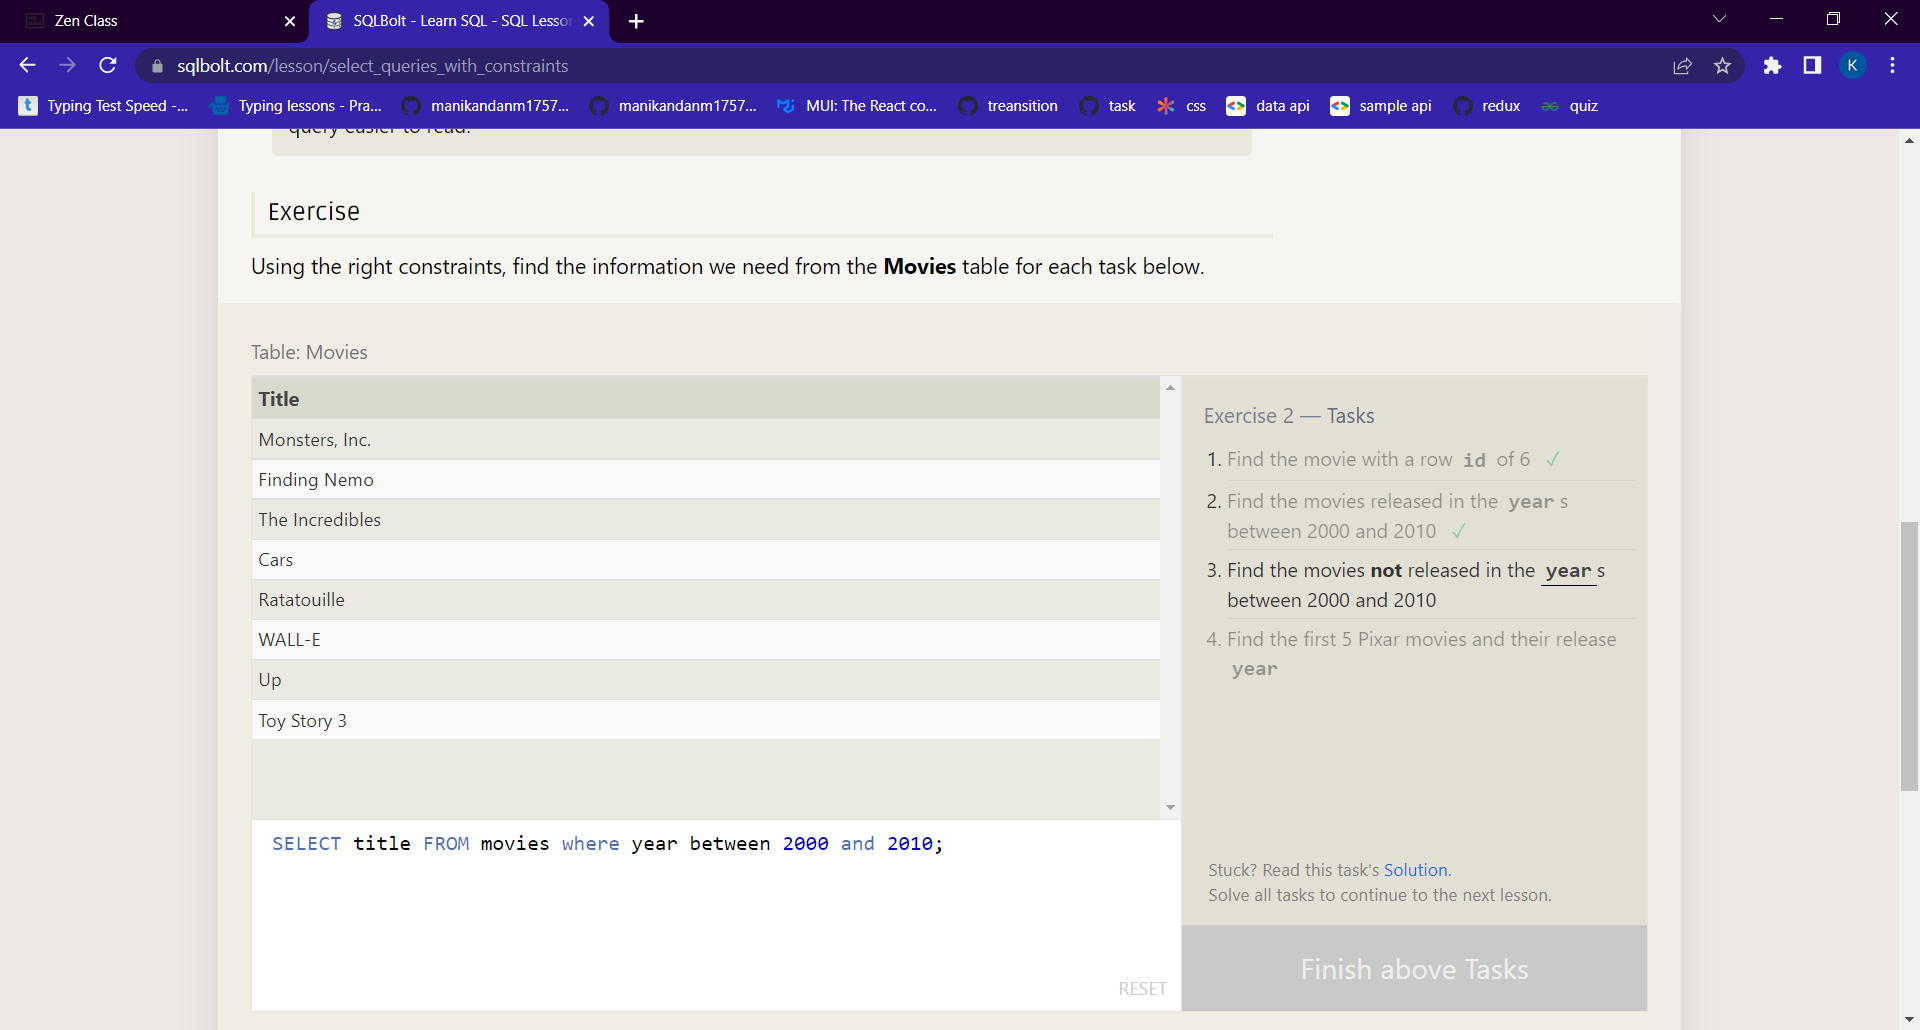 Zen Class
SQLBolt - Learn SQL - SQL Lesso
sqlbolt.com/lesson/select_queries_with_constraints
K
Typing Test Speed -... Typing lessons - Pra... manikandanm1757... manikandanm1757... MUI: The React co... treansition task css data api sample api redux quiz
query easier to read.
Exercise
Using the right constraints, find the information we need from the Movies table for each task below.
Table: Movies
Title
Monsters, Inc.
Finding Nemo
The Incredibles
Cars
Ratatouille
WALL-E
Up
Toy Story 3
SELECT title FROM movies where year between 2000 and 2010;
RESET
Exercise 2 — Tasks
1. Find the movie with a row id of 6 ✓
2. Find the movies released in the year s
between 2000 and 2010 ✓
3. Find the movies not released in the year s
between 2000 and 2010
4. Find the first 5 Pixar movies and their release
year
Stuck? Read this task's Solution.
Solve all tasks to continue to the next lesson.
Finish above Tasks